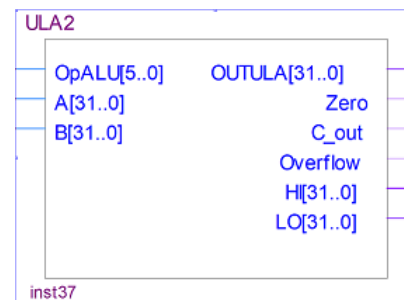 ULA2
OpALU[5..0] OUTULA[31..0]
A[31..0] Zero
B[31..0] C_out
Overflow
HI[31..0]
LO[31..0]
inst37